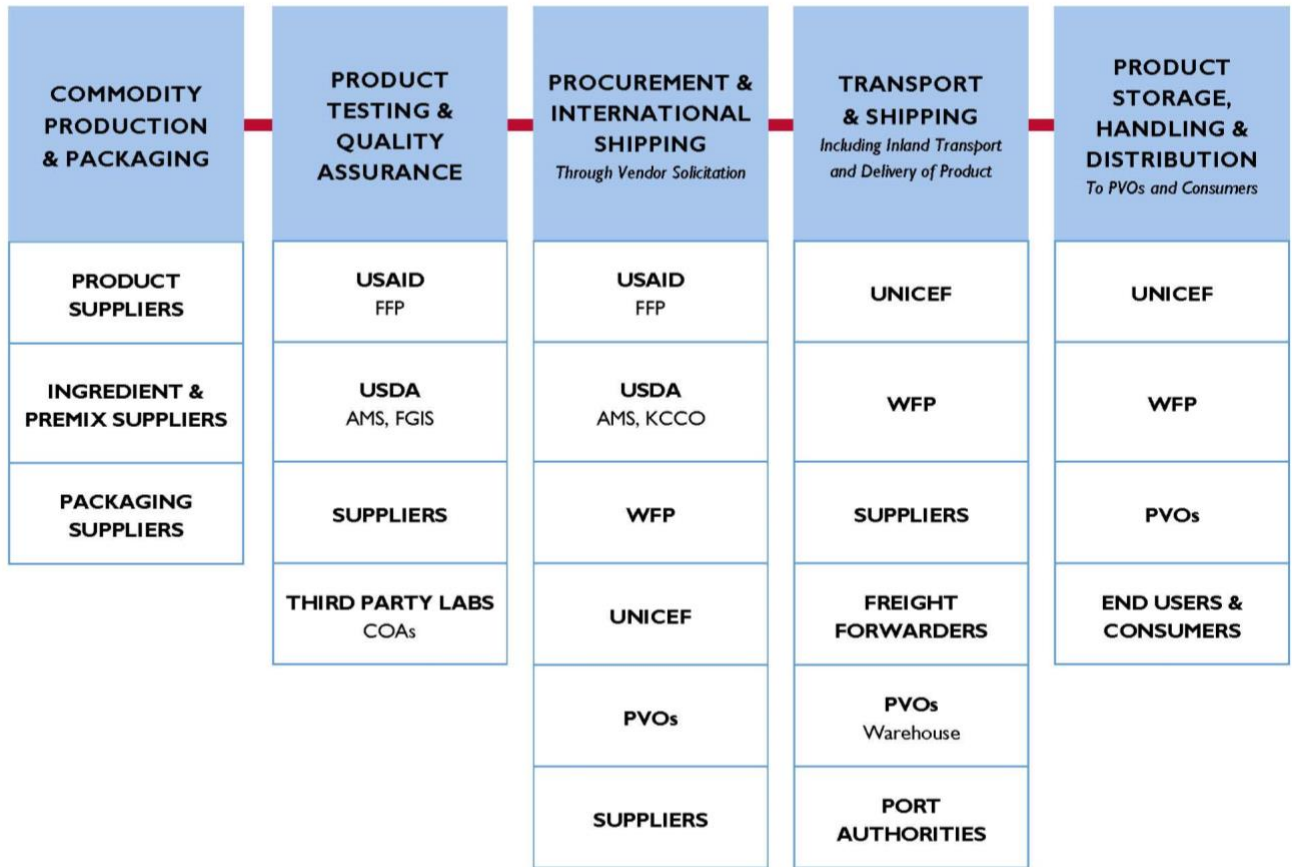 COMMODITY
PRODUCTION
& PACKAGING
PRODUCT
SUPPLIERS
INGREDIENT &
PREMIX SUPPLIERS
PACKAGING
SUPPLIERS
PRODUCT
TESTING &
QUALITY
ASSURANCE
USAID
FFP
USDA
AMS, FGIS
SUPPLIERS
THIRD PARTY LABS
COAs
PROCUREMENT &
INTERNATIONAL
SHIPPING
Through Vendor Solicitation
USAID
FFP
USDA
AMS, KCCO
WFP
UNICEF
PVOs
SUPPLIERS
TRANSPORT
& SHIPPING
Including Inland Transport
and Delivery of Product
UNICEF
WFP
SUPPLIERS
FREIGHT
FORWARDERS
PVOs
Warehouse
PORT
AUTHORITIES
PRODUCT
STORAGE,
HANDLING &
DISTRIBUTION
To PVOs and Consumers
UNICEF
WFP
PVOs
END USERS &
CONSUMERS